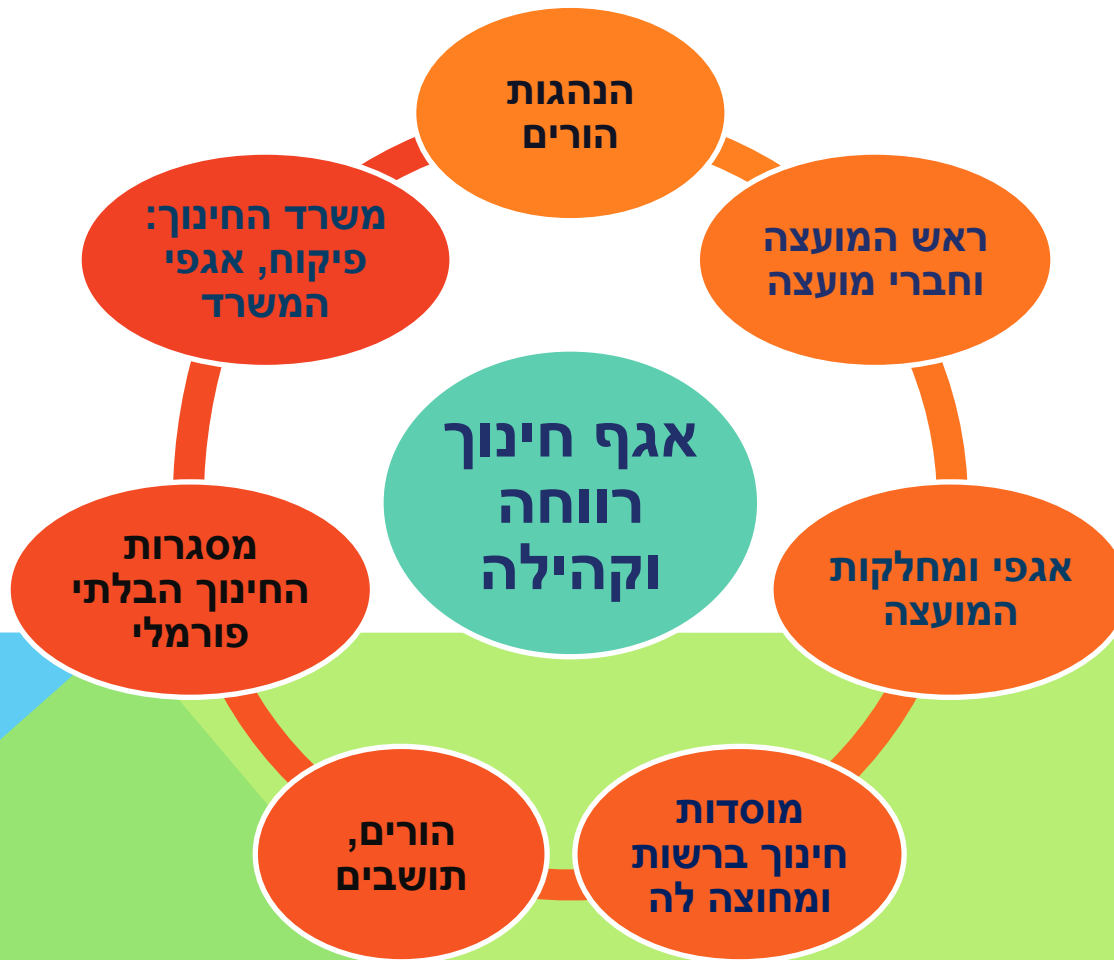 הנהגות
הורים
ראש המועצה
וחברי מועצה
אגפי ומחלקות
המועצה
מוסדות
חינוך ברשות
ומחוצה לה
הורים,
תושבים
מסגרות
החינוך הבלתי
פורמלי
משרד החינוך:
פיקוח, אגפי
המשרד
אגף חינוך
רווחה
וקהילה